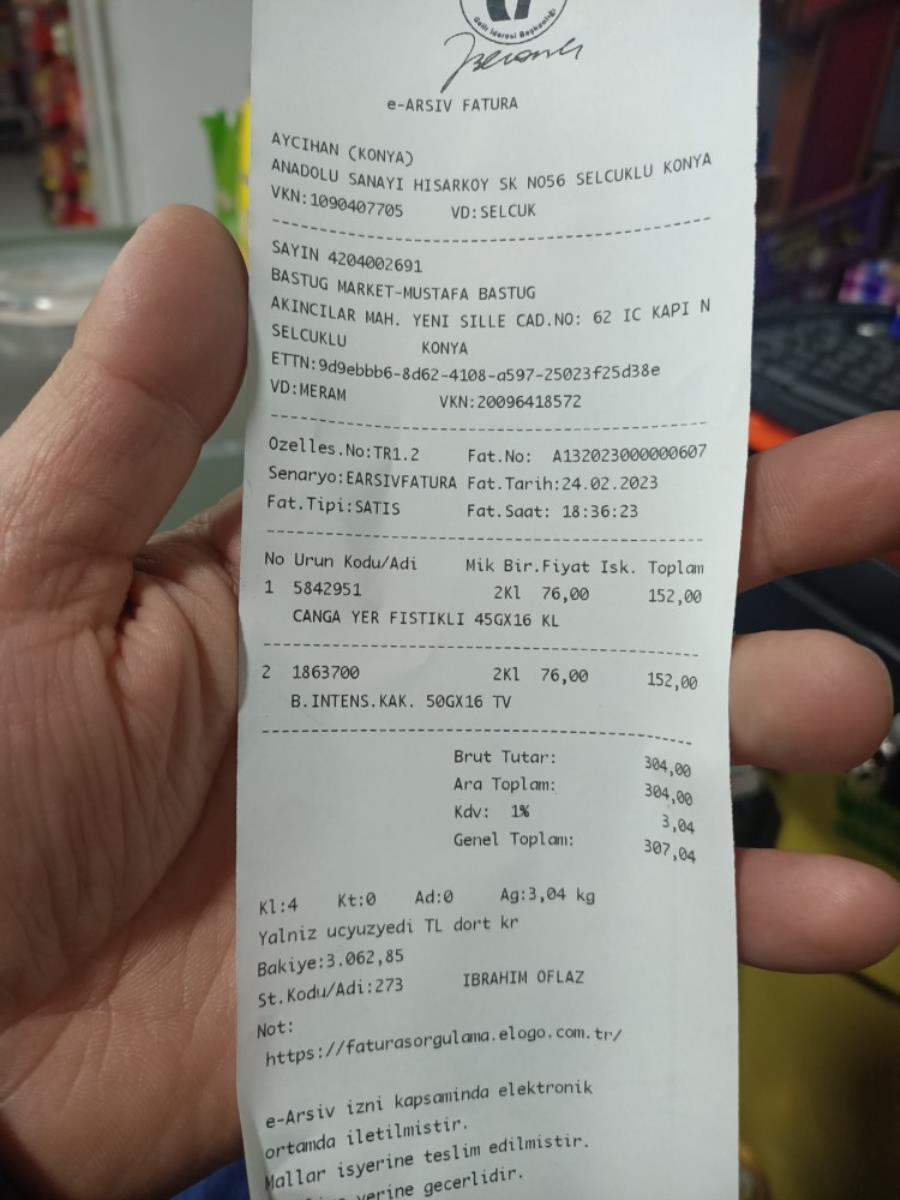 Gelir İdaresi Başkanlığı
e-ARSIV FATURA
AYCIHAN (KONYA)
ANADOLU SANAYI HISARKOY SK NO56 SELCUKLU KONYA
VKN:1090407705 VD:SELCUK
SAYIN 4204002691
BASTUG MARKET-MUSTAFA BASTUG
AKINCILAR MAH. YENI SILLE CAD.NO: 62 IC KAPI N
SELCUKLU KONYA
ETTN:9d9ebbb6-8d62-4108-a597-25023f25d38e
VD:MERAM VKN:20096418572
Ozelles.No:TR1.2 Fat.No: A132023000000607
Senaryo:EARSIVFATURA Fat.Tarih:24.02.2023
Fat.Tipi:SATIS Fat.Saat: 18:36:23
No Urun Kodu/Adi Mik Bir.Fiyat Isk. Toplam
1 5842951 2Kl 76,00 152,00
CANGA YER FISTIKLI 45GX16 KL
2 1863700 2Kl 76,00 152,00
B.INTENS.KAK. 50GX16 TV
Brut Tutar: 304,00
Ara Toplam: 304,00
Kdv: 1% 3,04
Genel Toplam: 307,04
Kl:4 Kt:0 Ad:0 Ag:3,04 kg
Yalniz ucyuzyedi TL dort kr
Bakiye:3.062,85
St.Kodu/Adi:273 IBRAHIM OFLAZ
Not:
https://faturasorgulama.elogo.com.tr/
e-Arsiv izni kapsaminda elektronik
ortamda iletilmistir.
Mallar isyerine teslim edilmistir.
yerine gecerlidir.